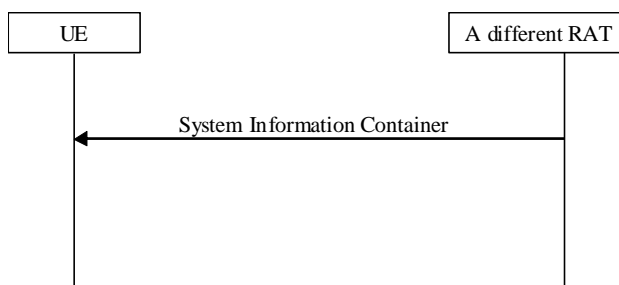 UE
A different RAT
System Information Container